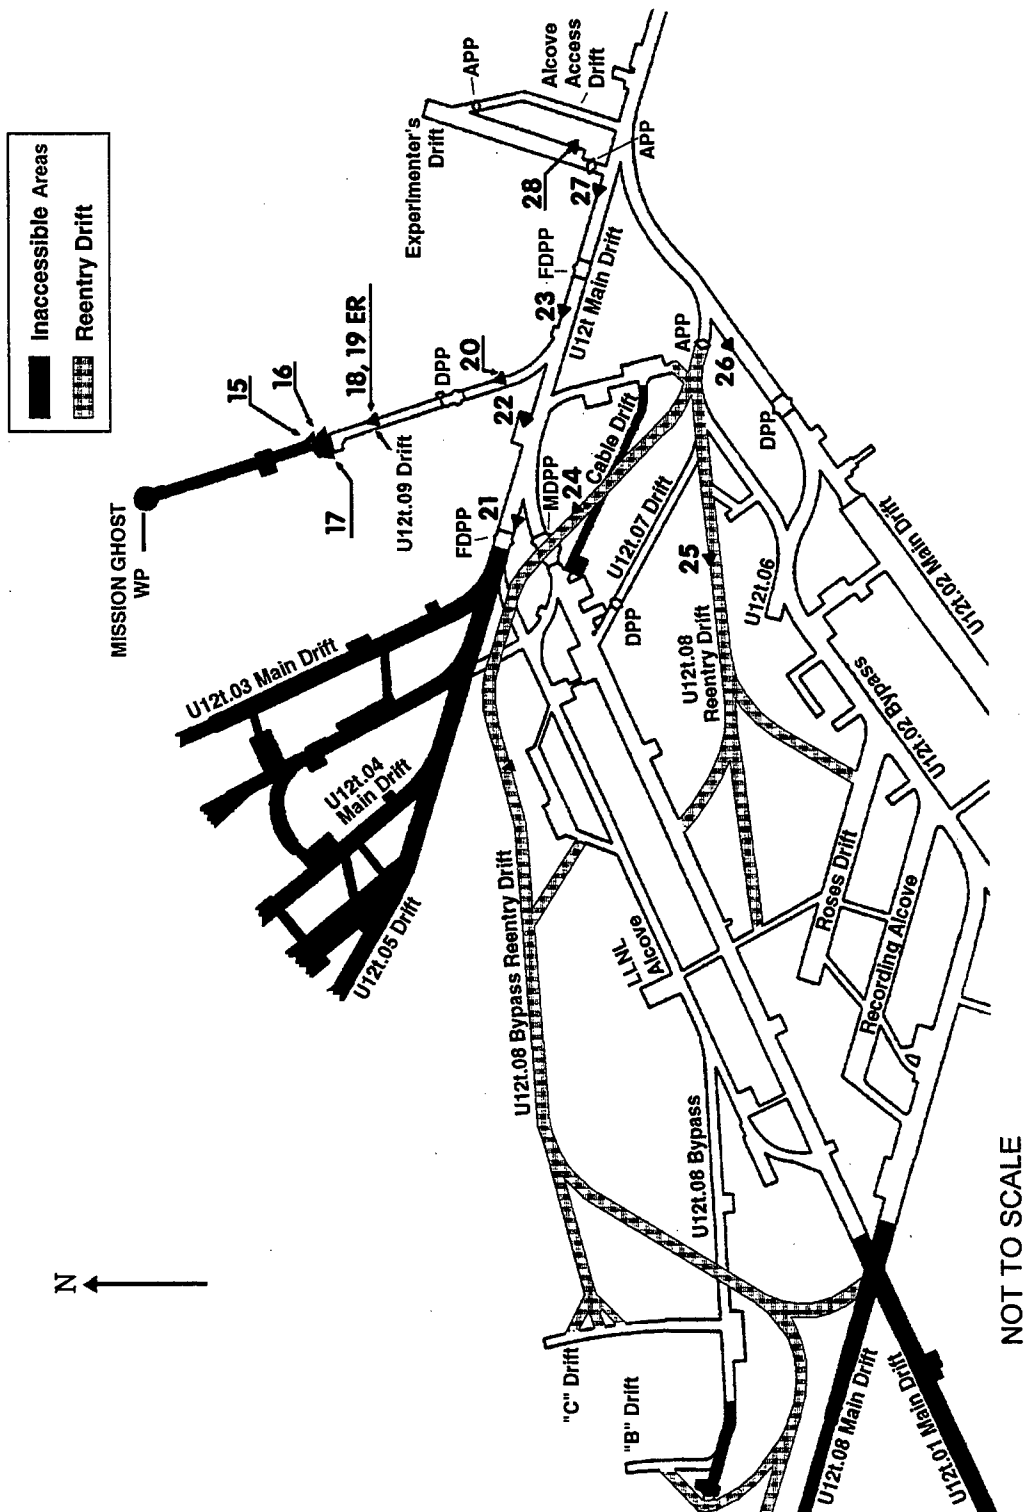 Inaccessible Areas
Reentry Drift
MISSION GHOST
WP
15
16
17
18, 19 ER
U12t.09 Drift
DPP
20
22
23
FDPP
U12t Main Drift
Experimenter's
Drift
APP
Alcove
Access
Drift
28
27
APP
FDPP
21
MDPP
24
Cable Drift
U12t.07 Drift
DPP
25
APP
26
DPP
U12t.06
U12t.02 Main Drift
U12t.02 Bypass
U12t.08
Reentry Drift
U12t.03 Main Drift
U12t.04
Main Drift
U12t.05 Drift
U12t.08 Bypass Reentry Drift
LLNL
Alcove
Roses Drift
Recording Alcove
U12t.08 Bypass
"C" Drift
"B" Drift
U12t.08 Main Drift
U12t.01 Main Drift
N
NOT TO SCALE